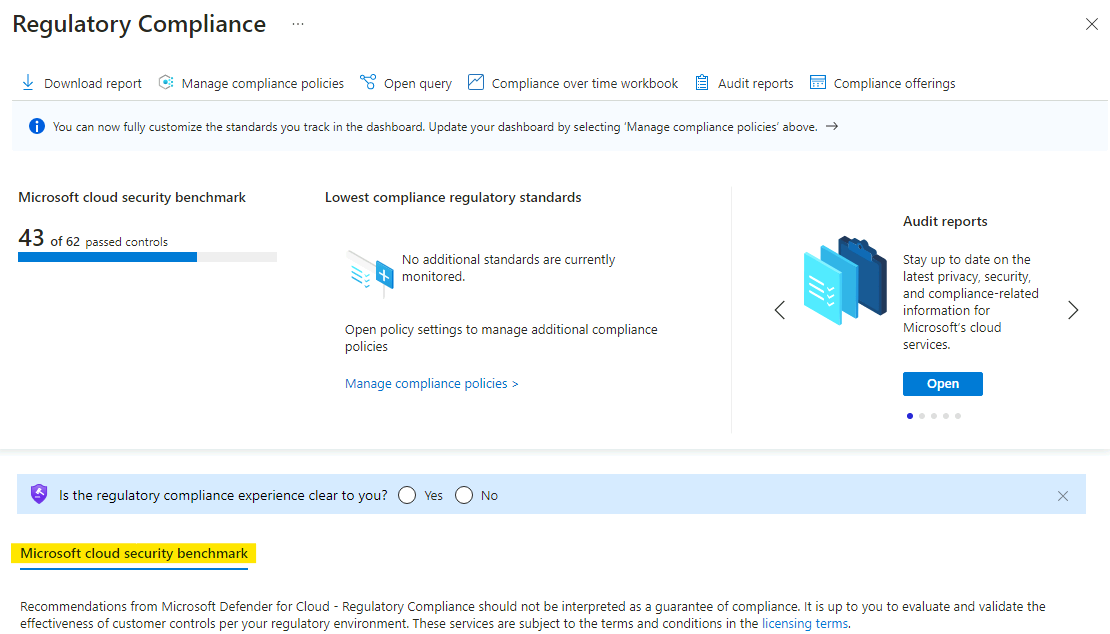 Regulatory Compliance ...
Download report Manage compliance policies Open query Compliance over time workbook Audit reports Compliance offerings
You can now fully customize the standards you track in the dashboard. Update your dashboard by selecting 'Manage compliance policies' above. →
Microsoft cloud security benchmark
43 of 62 passed controls
Lowest compliance regulatory standards
No additional standards are currently
monitored.
Open policy settings to manage additional compliance
policies
Manage compliance policies >
Audit reports
Stay up to date on the
latest privacy, security,
and compliance-related
information for
Microsoft's cloud
services.
Open
Is the regulatory compliance experience clear to you? Yes No
Microsoft cloud security benchmark
Recommendations from Microsoft Defender for Cloud - Regulatory Compliance should not be interpreted as a guarantee of compliance. It is up to you to evaluate and validate the
effectiveness of customer controls per your regulatory environment. These services are subject to the terms and conditions in the licensing terms.